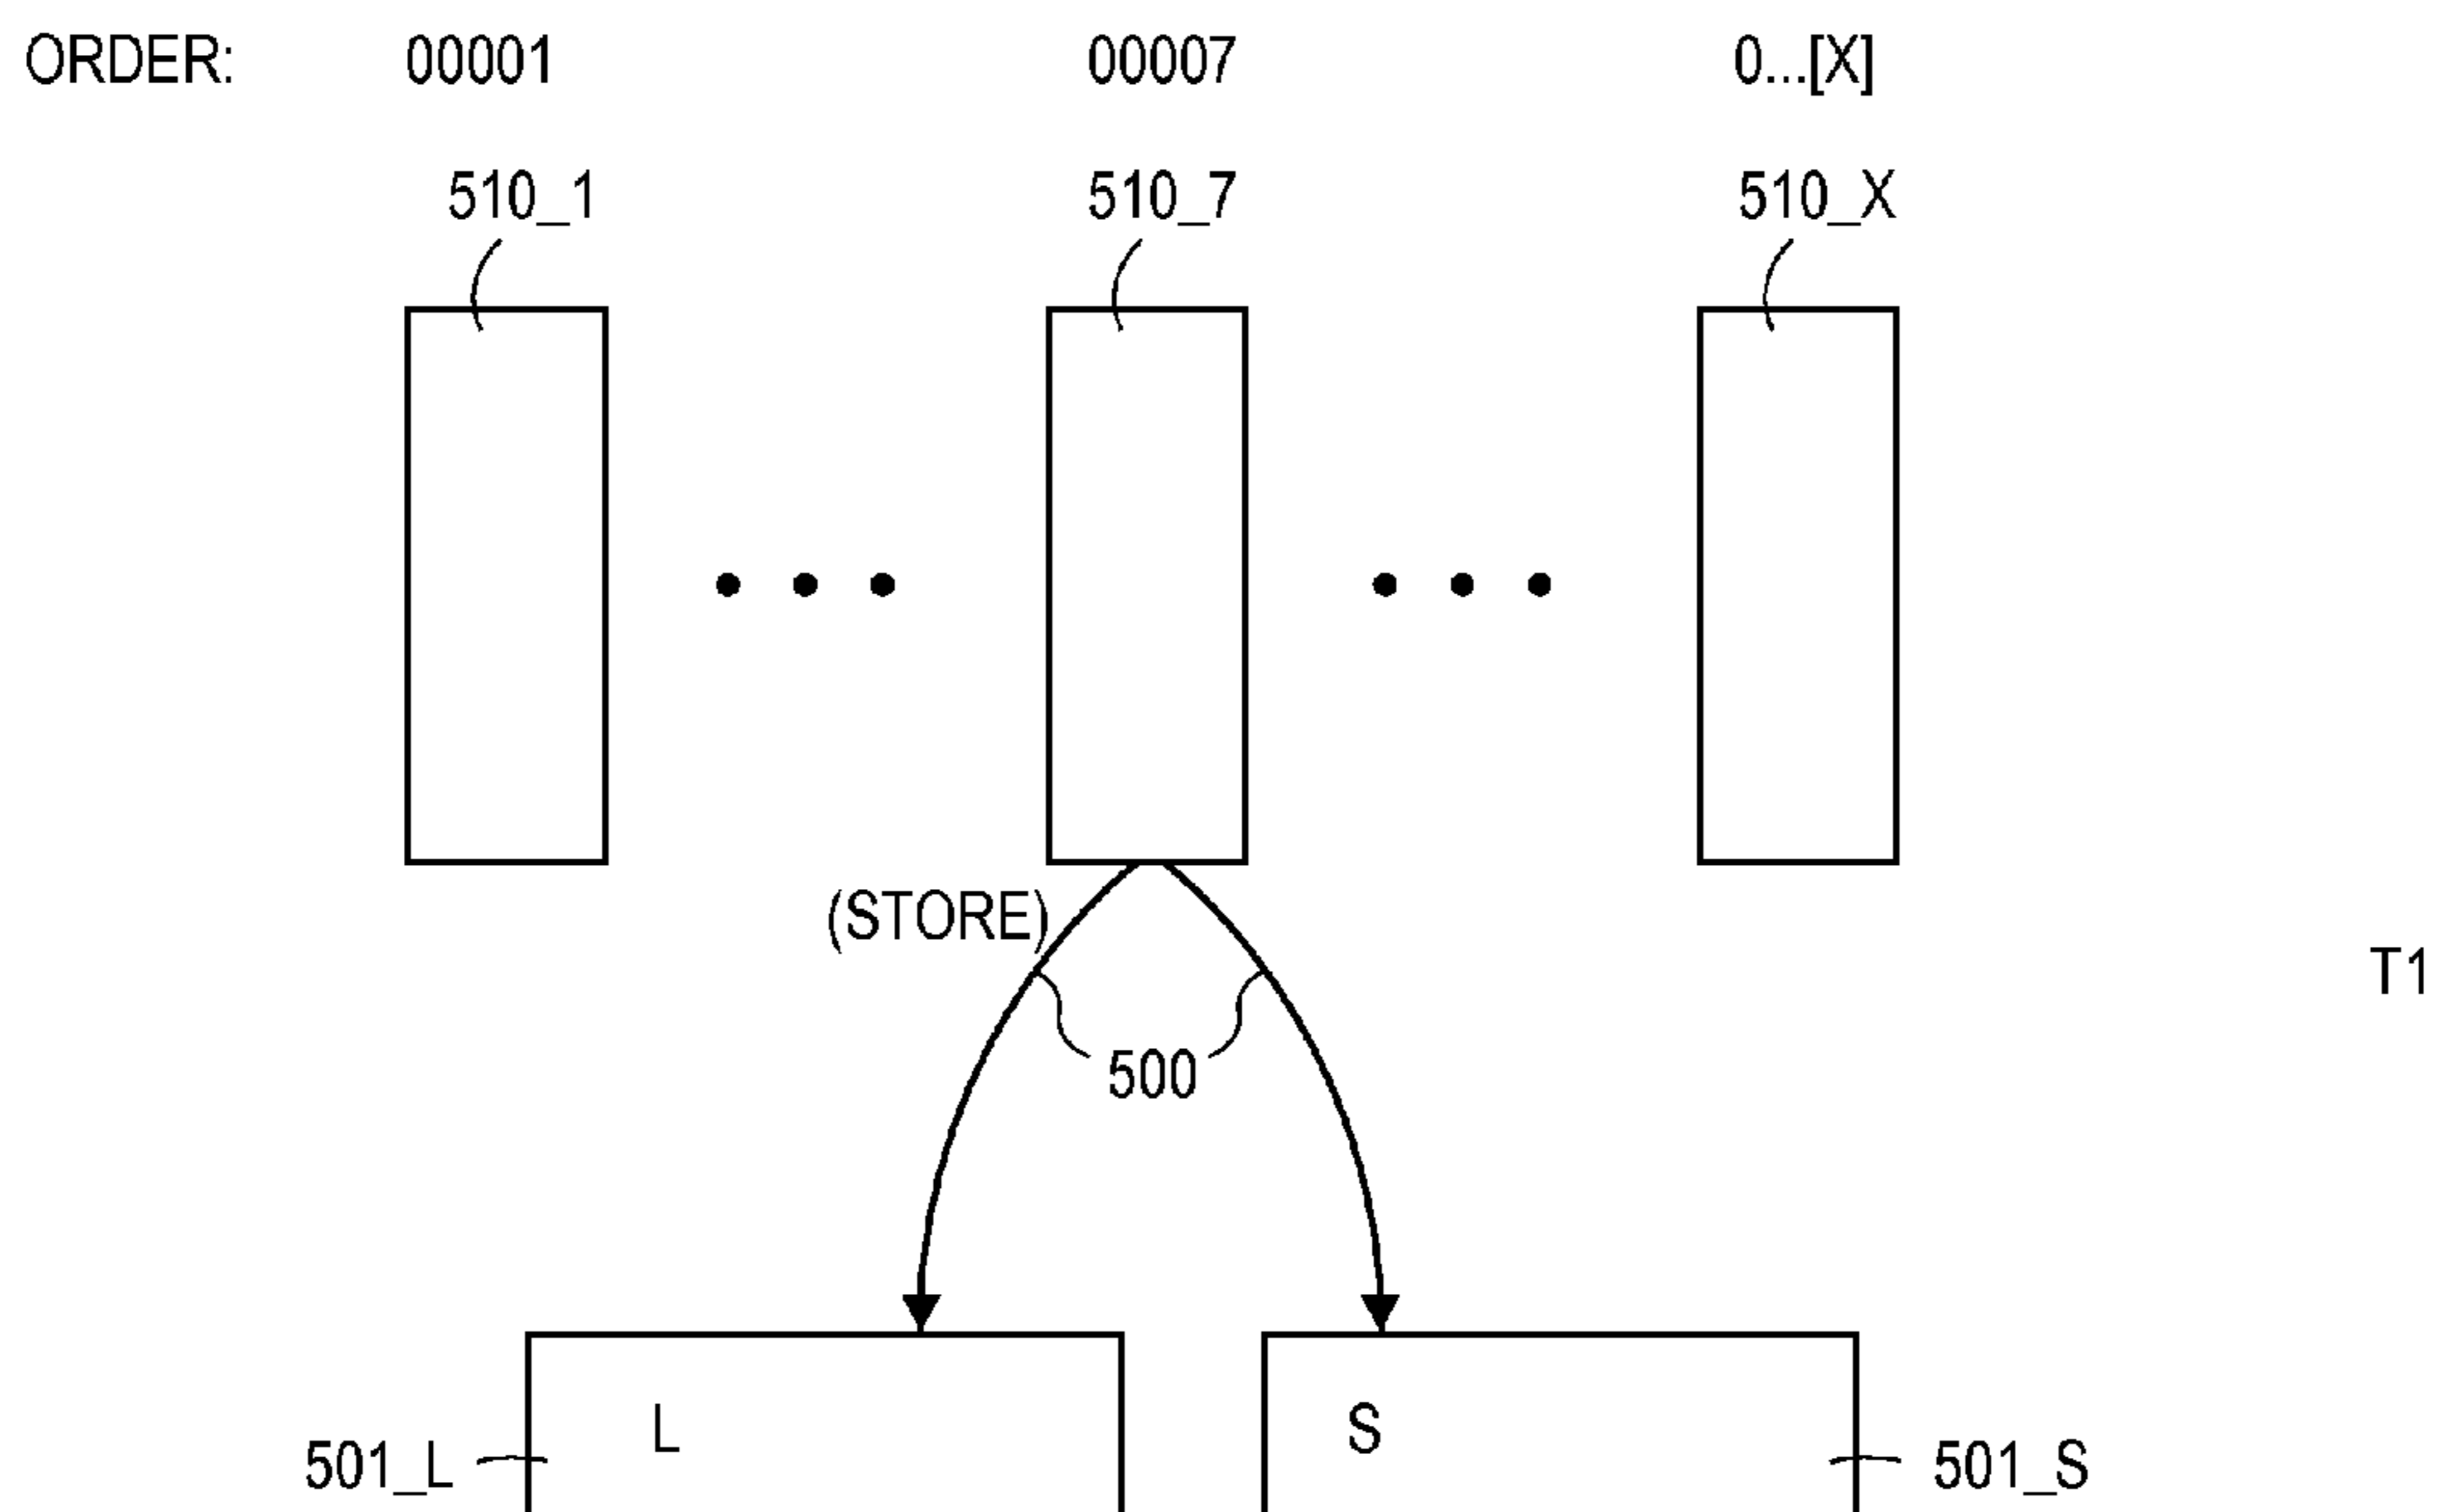 ORDER: 00001 00007 0...[X]
510_1 510_7 510_X
(STORE)
T1
500
L S
501_L 501_S